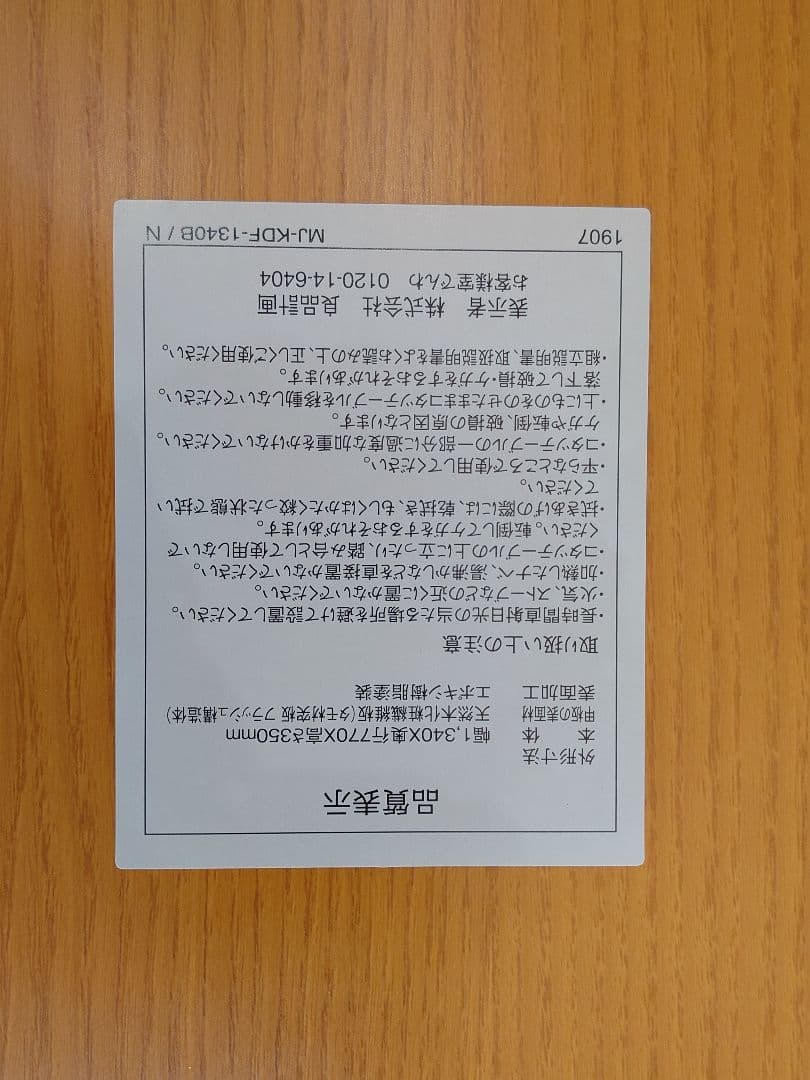 品質表示
外形寸法
本体 幅1,340X奥行770X高さ350mm
甲板の表面材 天然木化粧繊維板(タモ材突板 フラッシュ構造体)
表面加工 エポキシ樹脂塗装
取り扱い上の注意
・長時間直射日光の当たる場所を避けて設置してください。
・火気、ストーブなどの近くに置かないでください。
・加熱したナベ、湯沸かしなどを直接置かないでください。
・コタツテーブルの上に立ったり、踏み台として使用しないで
ください。転倒してケガをするおそれがあります。
・拭きあげの際には、乾拭き、もしくはかたく絞った状態で拭い
てください。
・平らなところで使用してください。
・コタツテーブルの一部分に過度な加重をかけないでください。
ケガや転倒、破損の原因となります。
・上にものをのせたままコタツテーブルを移動しないでください。
落下して破損・ケガをするおそれがあります。
・組立説明書、取扱説明書をよくお読みの上、正しくご使用ください。
表示者 株式会社 良品計画
お客様室でんわ 0120-14-6404
1907 MJ-KDF-1340B / N